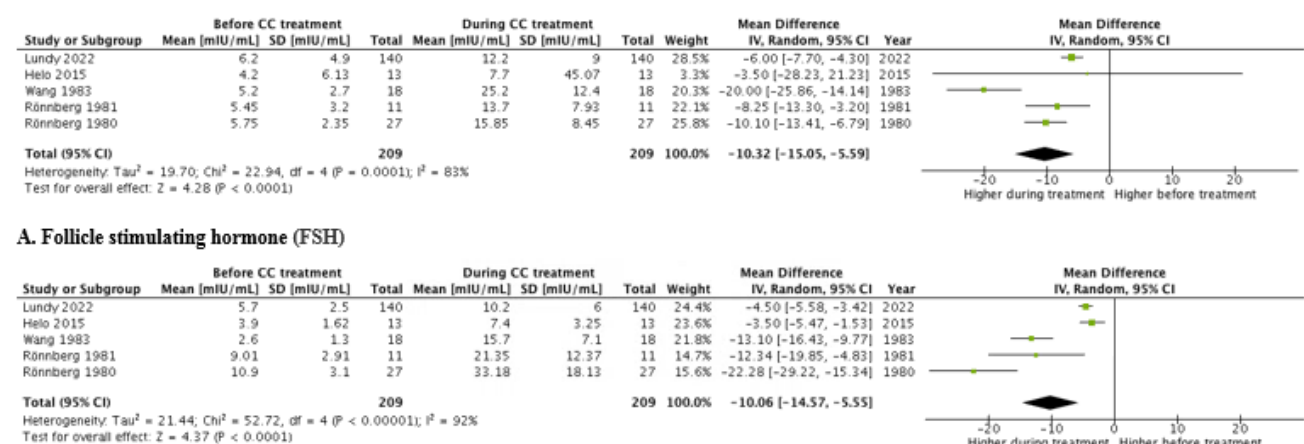 Before CC treatment During CC treatment Mean Difference Mean Difference
Study or Subgroup Mean [mIU/mL] SD [mIU/mL] Total Mean [mIU/mL] SD [mIU/mL] Total Weight IV, Random, 95% CI Year IV, Random, 95% CI
Lundy 2022 6.2 4.9 140 12.2 9 140 28.5% -6.00 [-7.70, -4.30] 2022
Helo 2015 4.2 6.13 13 7.7 45.07 13 3.3% -3.50 [-28.23, 21.23] 2015
Wang 1983 5.2 2.7 18 25.2 12.4 18 20.3% -20.00 [-25.86, -14.14] 1983
Rönnberg 1981 5.45 3.2 11 13.7 7.93 11 22.1% -8.25 [-13.30, -3.20] 1981
Rönnberg 1980 5.75 2.35 27 15.85 8.45 27 25.8% -10.10 [-13.41, -6.79] 1980
Total (95% CI) 209 209 100.0% -10.32 [-15.05, -5.59]
Heterogeneity: Tau² = 19.70; Chi² = 22.94, df = 4 (P = 0.0001); I² = 83%
Test for overall effect: Z = 4.28 (P < 0.0001)
-20 -10 0 10 20
Higher during treatment Higher before treatment
A. Follicle stimulating hormone (FSH)
Before CC treatment During CC treatment Mean Difference Mean Difference
Study or Subgroup Mean [mIU/mL] SD [mIU/mL] Total Mean [mIU/mL] SD [mIU/mL] Total Weight IV, Random, 95% CI Year IV, Random, 95% CI
Lundy 2022 5.7 2.5 140 10.2 6 140 24.4% -4.50 [-5.58, -3.42] 2022
Helo 2015 3.9 1.62 13 7.4 3.25 13 23.6% -3.50 [-5.47, -1.53] 2015
Wang 1983 2.6 1.3 18 15.7 7.1 18 21.8% -13.10 [-16.43, -9.77] 1983
Rönnberg 1981 9.01 2.91 11 21.35 12.37 11 14.7% -12.34 [-19.85, -4.83] 1981
Rönnberg 1980 10.9 3.1 27 33.18 18.13 27 15.6% -22.28 [-29.22, -15.34] 1980
Total (95% CI) 209 209 100.0% -10.06 [-14.57, -5.55]
Heterogeneity: Tau² = 21.44; Chi² = 52.72, df = 4 (P < 0.00001); I² = 92%
Test for overall effect: Z = 4.37 (P < 0.0001)
-20 -10 0 10 20
Higher during treatment Higher before treatment